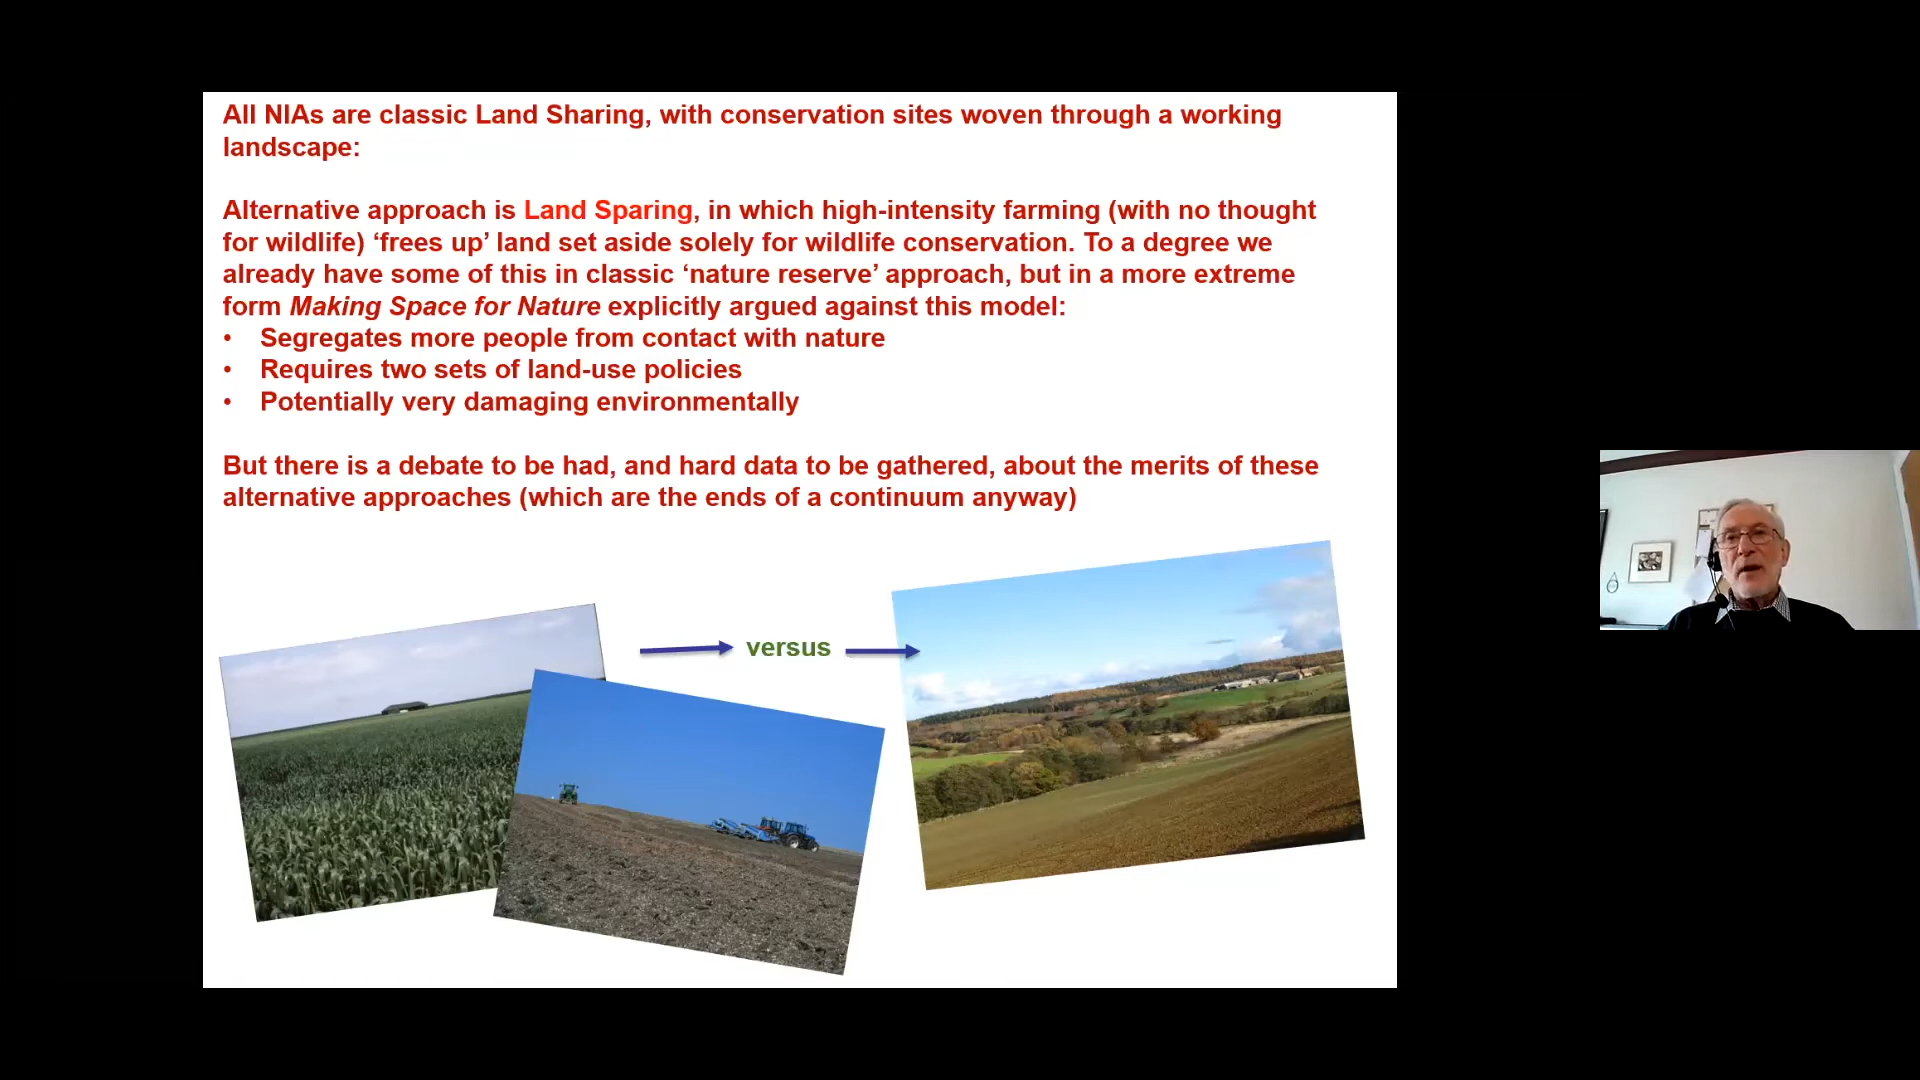 All NIAs are classic Land Sharing, with conservation sites woven through a working
landscape:
Alternative approach is Land Sparing, in which high-intensity farming (with no thought
for wildlife) ‘frees up’ land set aside solely for wildlife conservation. To a degree we
already have some of this in classic ‘nature reserve’ approach, but in a more extreme
form Making Space for Nature explicitly argued against this model:
• Segregates more people from contact with nature
• Requires two sets of land-use policies
• Potentially very damaging environmentally
But there is a debate to be had, and hard data to be gathered, about the merits of these
alternative approaches (which are the ends of a continuum anyway)
versus